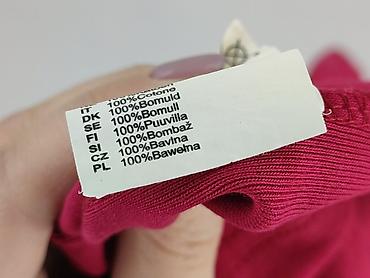 IT 100%Cotone
DK 100%Bomuld
SE 100%Bomull
FI 100%Puuvilla
SI 100%Bombaž
CZ 100%Bavlna
PL 100%Bawełna